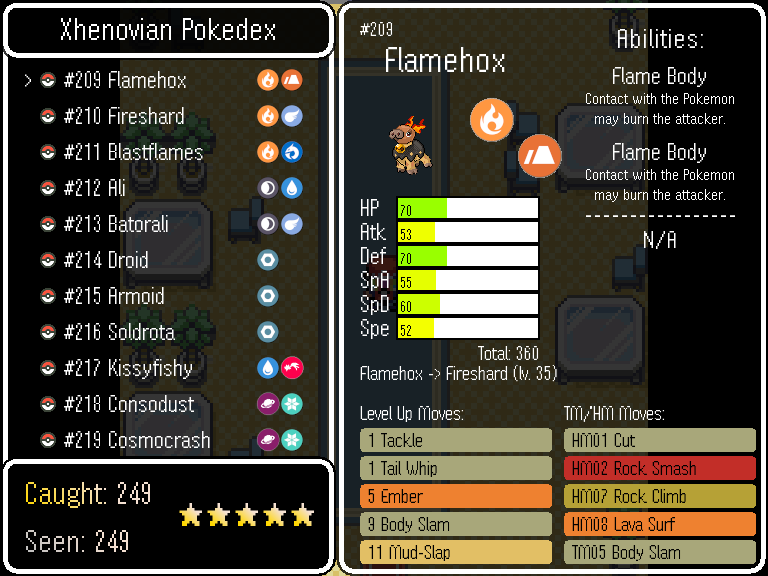 Xhenovian Pokedex
> #209 Flamehox
#210 Fireshard
#211 Blastflames
#212 Ali
#213 Batorali
#214 Droid
#215 Armoid
#216 Soldrota
#217 Kissyfishy
#218 Consodust
#219 Cosmocrash
Caught: 249
Seen: 249
#209
Flamehox
HP 70
Atk 53
Def 70
SpA 55
SpD 60
Spe 52
Total: 360
Flamehox -> Fireshard (lv. 35)
Abilities:
Flame Body
Contact with the Pokemon
may burn the attacker.
Flame Body
Contact with the Pokemon
may burn the attacker.
----------------
N/A
Level Up Moves:
1 Tackle
1 Tail Whip
5 Ember
9 Body Slam
11 Mud-Slap
TM/HM Moves:
HM01 Cut
HM02 Rock Smash
HM07 Rock Climb
HM08 Lava Surf
TM05 Body Slam